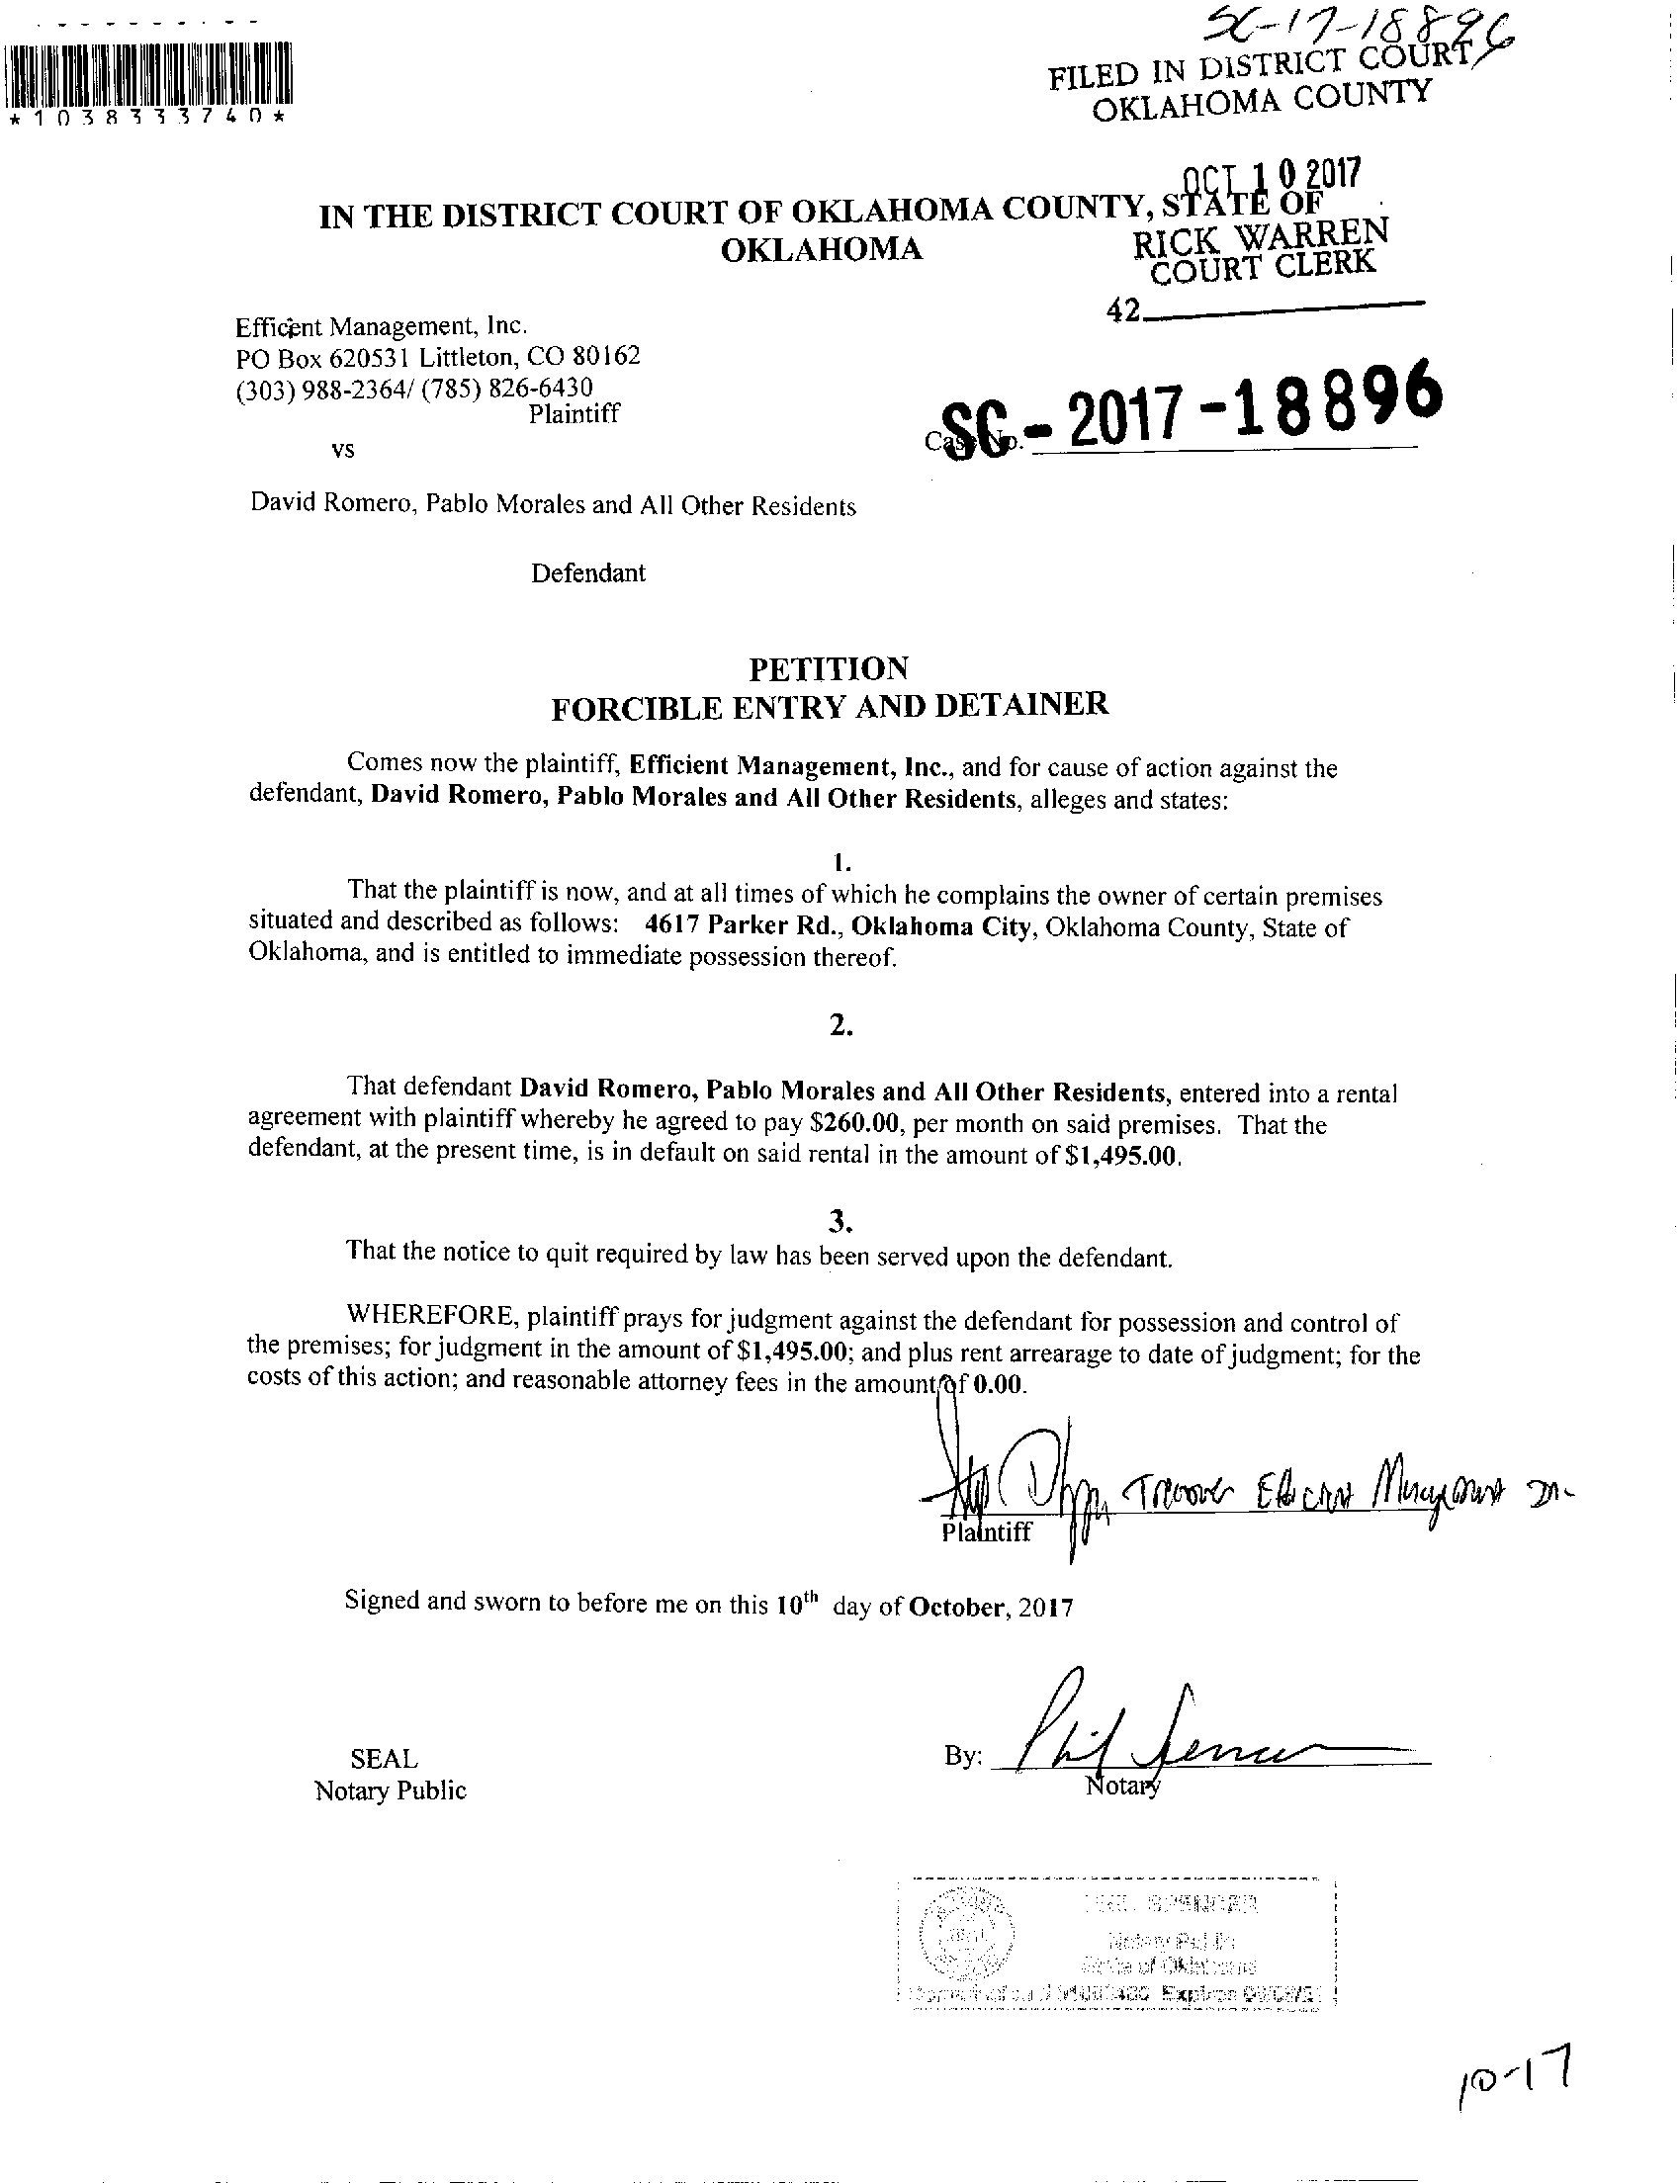 SC-17-18896
FILED IN DISTRICT COURT
OKLAHOMA COUNTY
*1038333740*
OCT 10 2017
IN THE DISTRICT COURT OF OKLAHOMA COUNTY, STATE OF
OKLAHOMA
RICK WARREN
COURT CLERK
42
Efficent Management, Inc.
PO Box 620531 Littleton, CO 80162
(303) 988-2364/ (785) 826-6430
Plaintiff
Case No. SC-2017-18896
vs
David Romero, Pablo Morales and All Other Residents
Defendant
PETITION
FORCIBLE ENTRY AND DETAINER
Comes now the plaintiff, Efficient Management, Inc., and for cause of action against the
defendant, David Romero, Pablo Morales and All Other Residents, alleges and states:
1.
That the plaintiff is now, and at all times of which he complains the owner of certain premises
situated and described as follows: 4617 Parker Rd., Oklahoma City, Oklahoma County, State of
Oklahoma, and is entitled to immediate possession thereof.
2.
That defendant David Romero, Pablo Morales and All Other Residents, entered into a rental
agreement with plaintiff whereby he agreed to pay $260.00, per month on said premises. That the
defendant, at the present time, is in default on said rental in the amount of $1,495.00.
3.
That the notice to quit required by law has been served upon the defendant.
WHEREFORE, plaintiff prays for judgment against the defendant for possession and control of
the premises; for judgment in the amount of $1,495.00; and plus rent arrearage to date of judgment; for the
costs of this action; and reasonable attorney fees in the amount of 0.00.
Plaintiff
Signed and sworn to before me on this 10th day of October, 2017
SEAL
Notary Public
By:
Notary
Notary Public
State of Oklahoma
Expires
10-17